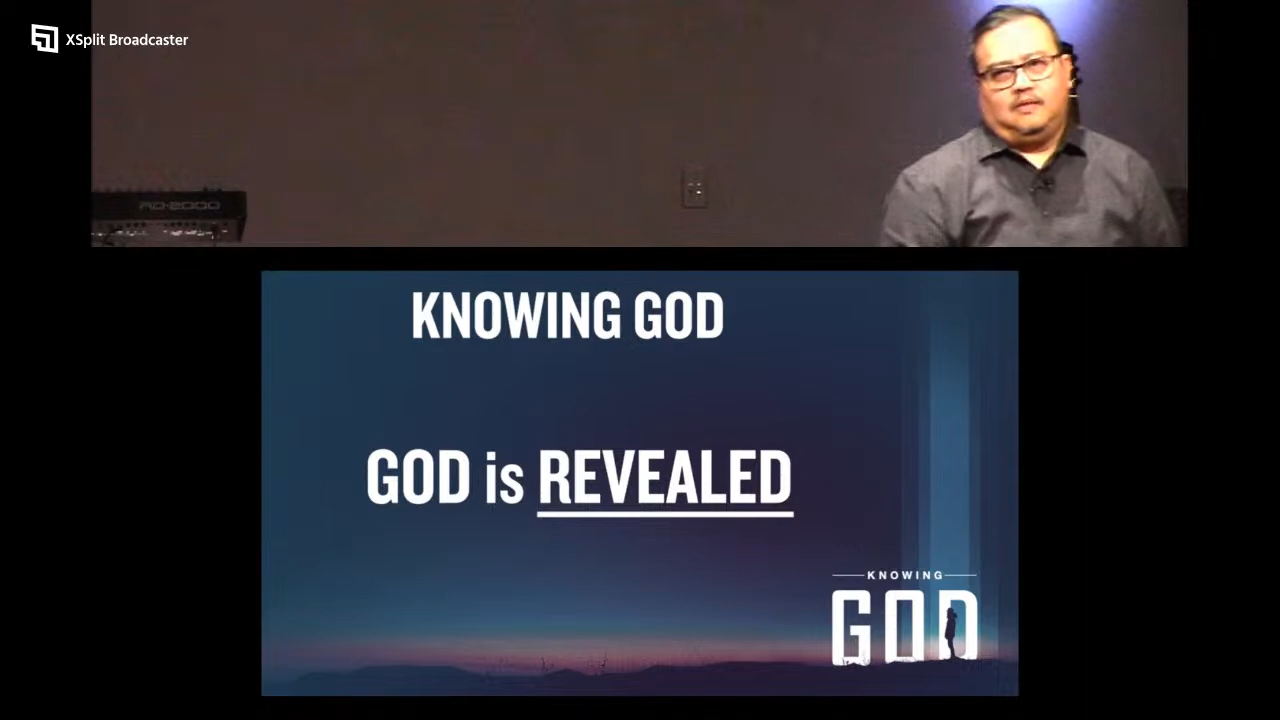 XSplit Broadcaster
RD-2000
KNOWING GOD
GOD is REVEALED
KNOWING
GOD